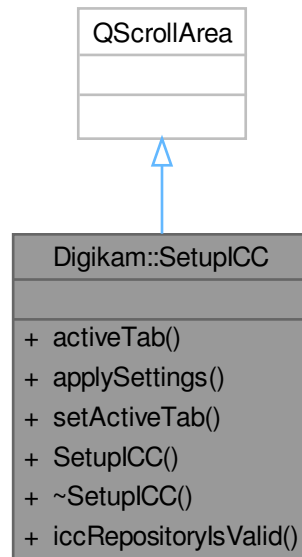 QScrollArea
Digikam::SetupICC
+ activeTab()
+ applySettings()
+ setActiveTab()
+ SetupICC()
+ ~SetupICC()
+ iccRepositoryIsValid()